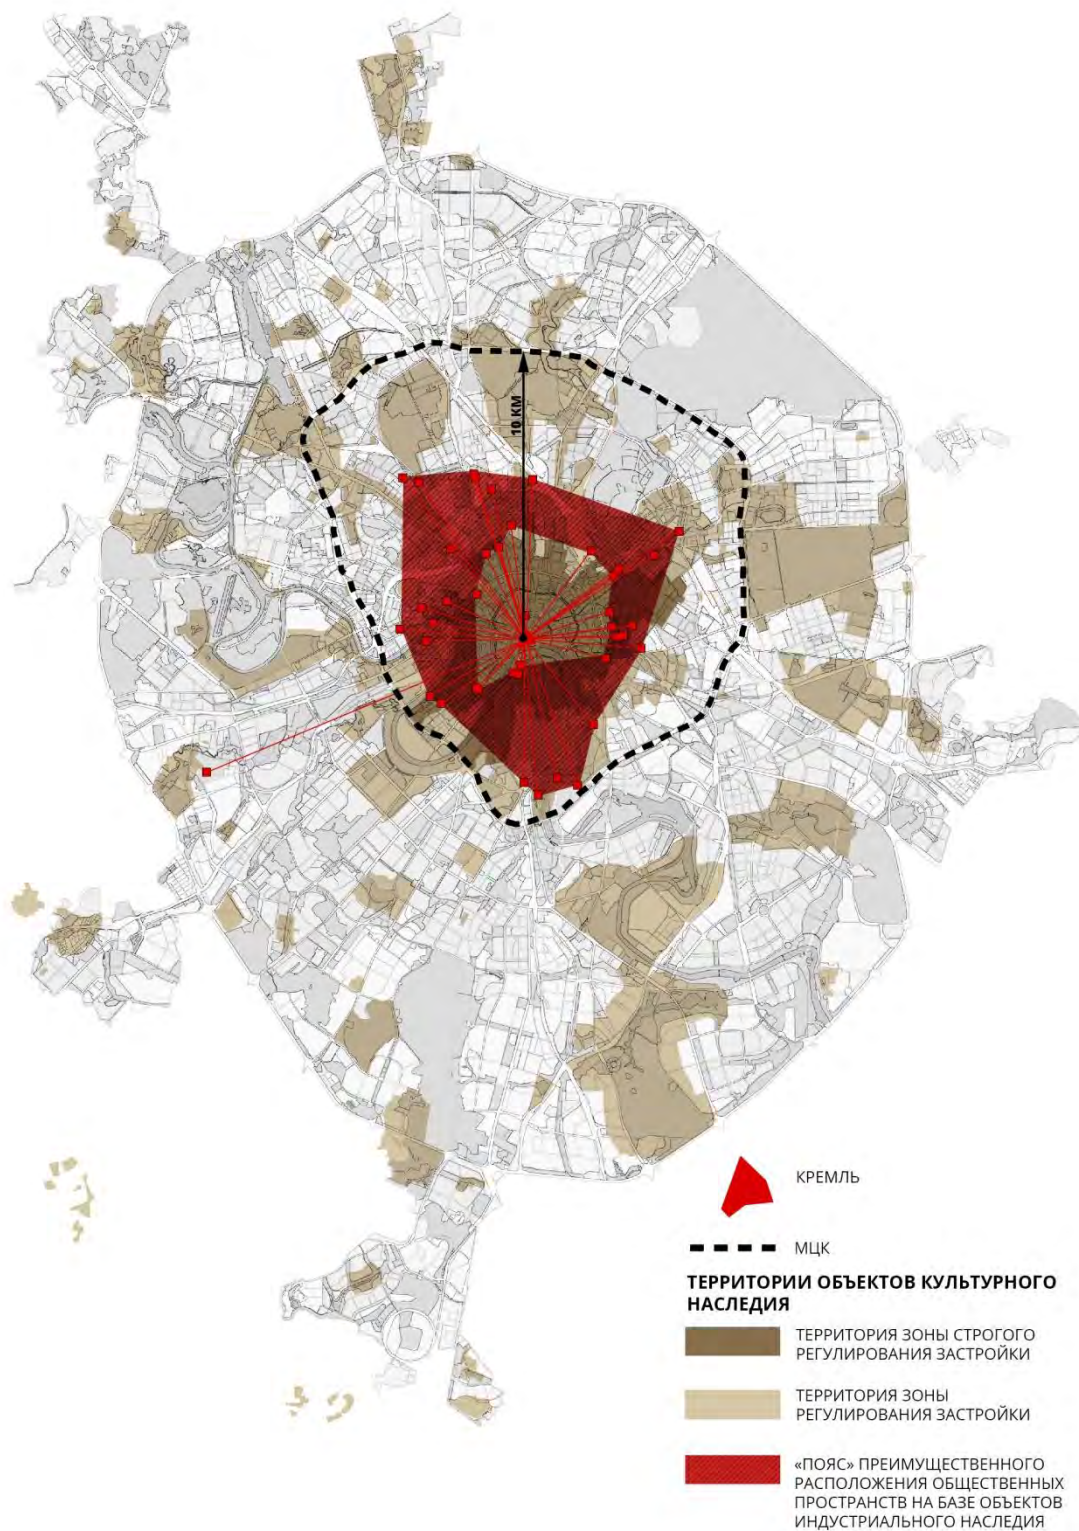 10 КМ
КРЕМЛЬ
МЦК
ТЕРРИТОРИИ ОБЪЕКТОВ КУЛЬТУРНОГО
НАСЛЕДИЯ
ТЕРРИТОРИЯ ЗОНЫ СТРОГОГО
РЕГУЛИРОВАНИЯ ЗАСТРОЙКИ
ТЕРРИТОРИЯ ЗОНЫ
РЕГУЛИРОВАНИЯ ЗАСТРОЙКИ
«ПОЯС» ПРЕИМУЩЕСТВЕННОГО
РАСПОЛОЖЕНИЯ ОБЩЕСТВЕННЫХ
ПРОСТРАНСТВ НА БАЗЕ ОБЪЕКТОВ
ИНДУСТРИАЛЬНОГО НАСЛЕДИЯ